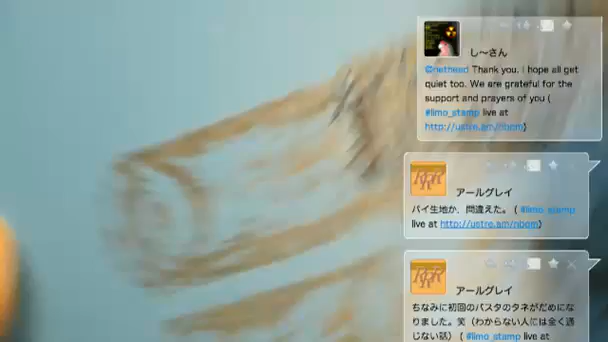 し〜さん
@netheed Thank you. i hope all get
quiet too. We are grateful for the
support and prayers of you (
#limo_stamp live at
http://ustre.am/nbom)
アールグレイ
パイ生地か、間違えた。 ( #limo_stamp
live at http://ustre.am/nbom)
アールグレイ
ちなみに初回のパスタのタネがだめにな
りました。笑（わからない人には全く通
じない話） ( #limo_stamp live at